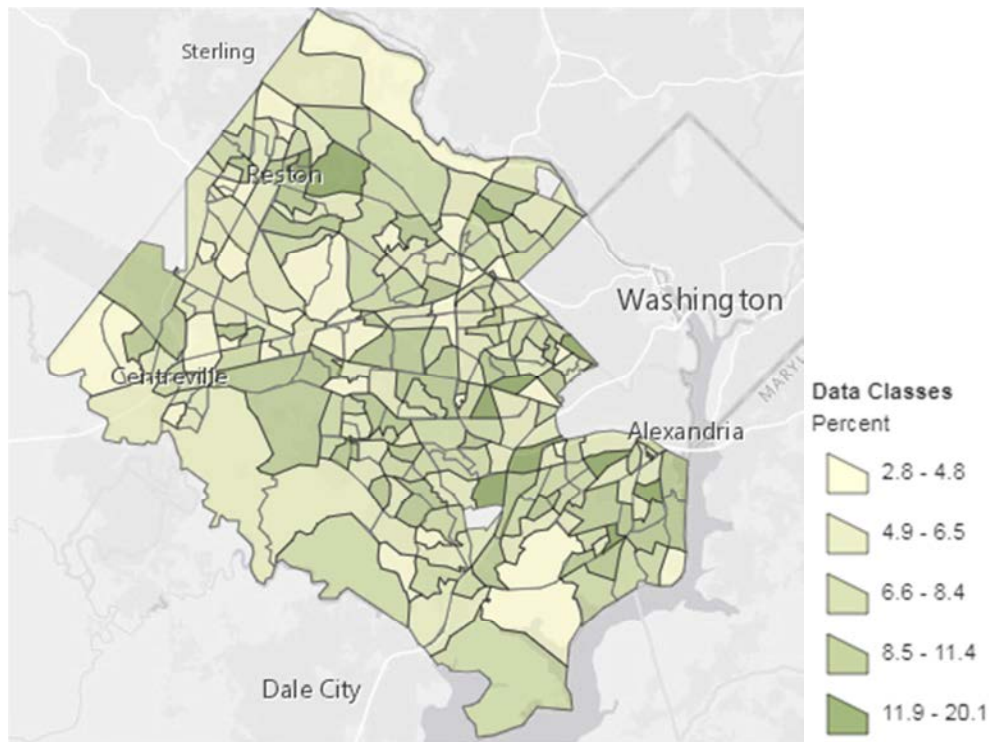 Sterling
Reston
Washington
Centreville
MARYL
Alexandria
Dale City
Data Classes
Percent
2.8 - 4.8
4.9 - 6.5
6.6 - 8.4
8.5 - 11.4
11.9 - 20.1